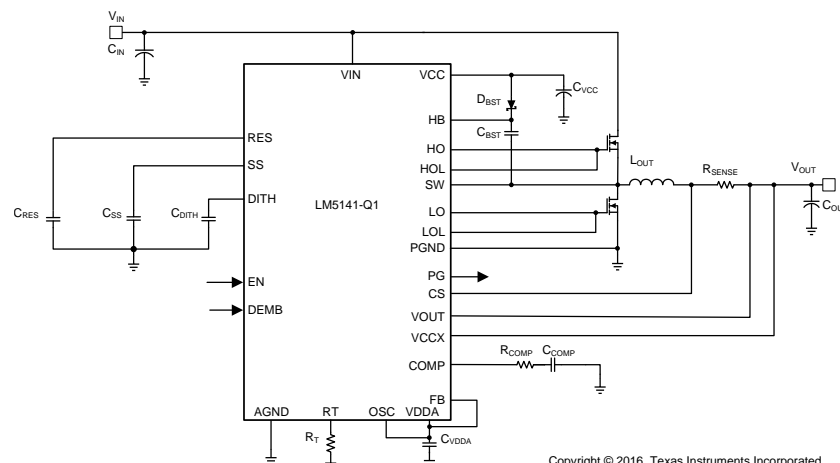 VIN
CIN
VIN
VCC
DBST
CVCC
HB
CBST
HO
HOL
LOUT
RSENSE
VOUT
SW
COU
RES
SS
DITH
LM5141-Q1
CRES
CSS
CDITH
LO
LOL
PGND
PG
CS
EN
DEMB
VOUT
VCCX
COMP
RCOMP
CCOMP
FB
AGND
RT
OSC
VDDA
RT
CVDDA
Copyright © 2016, Texas Instruments Incorporated